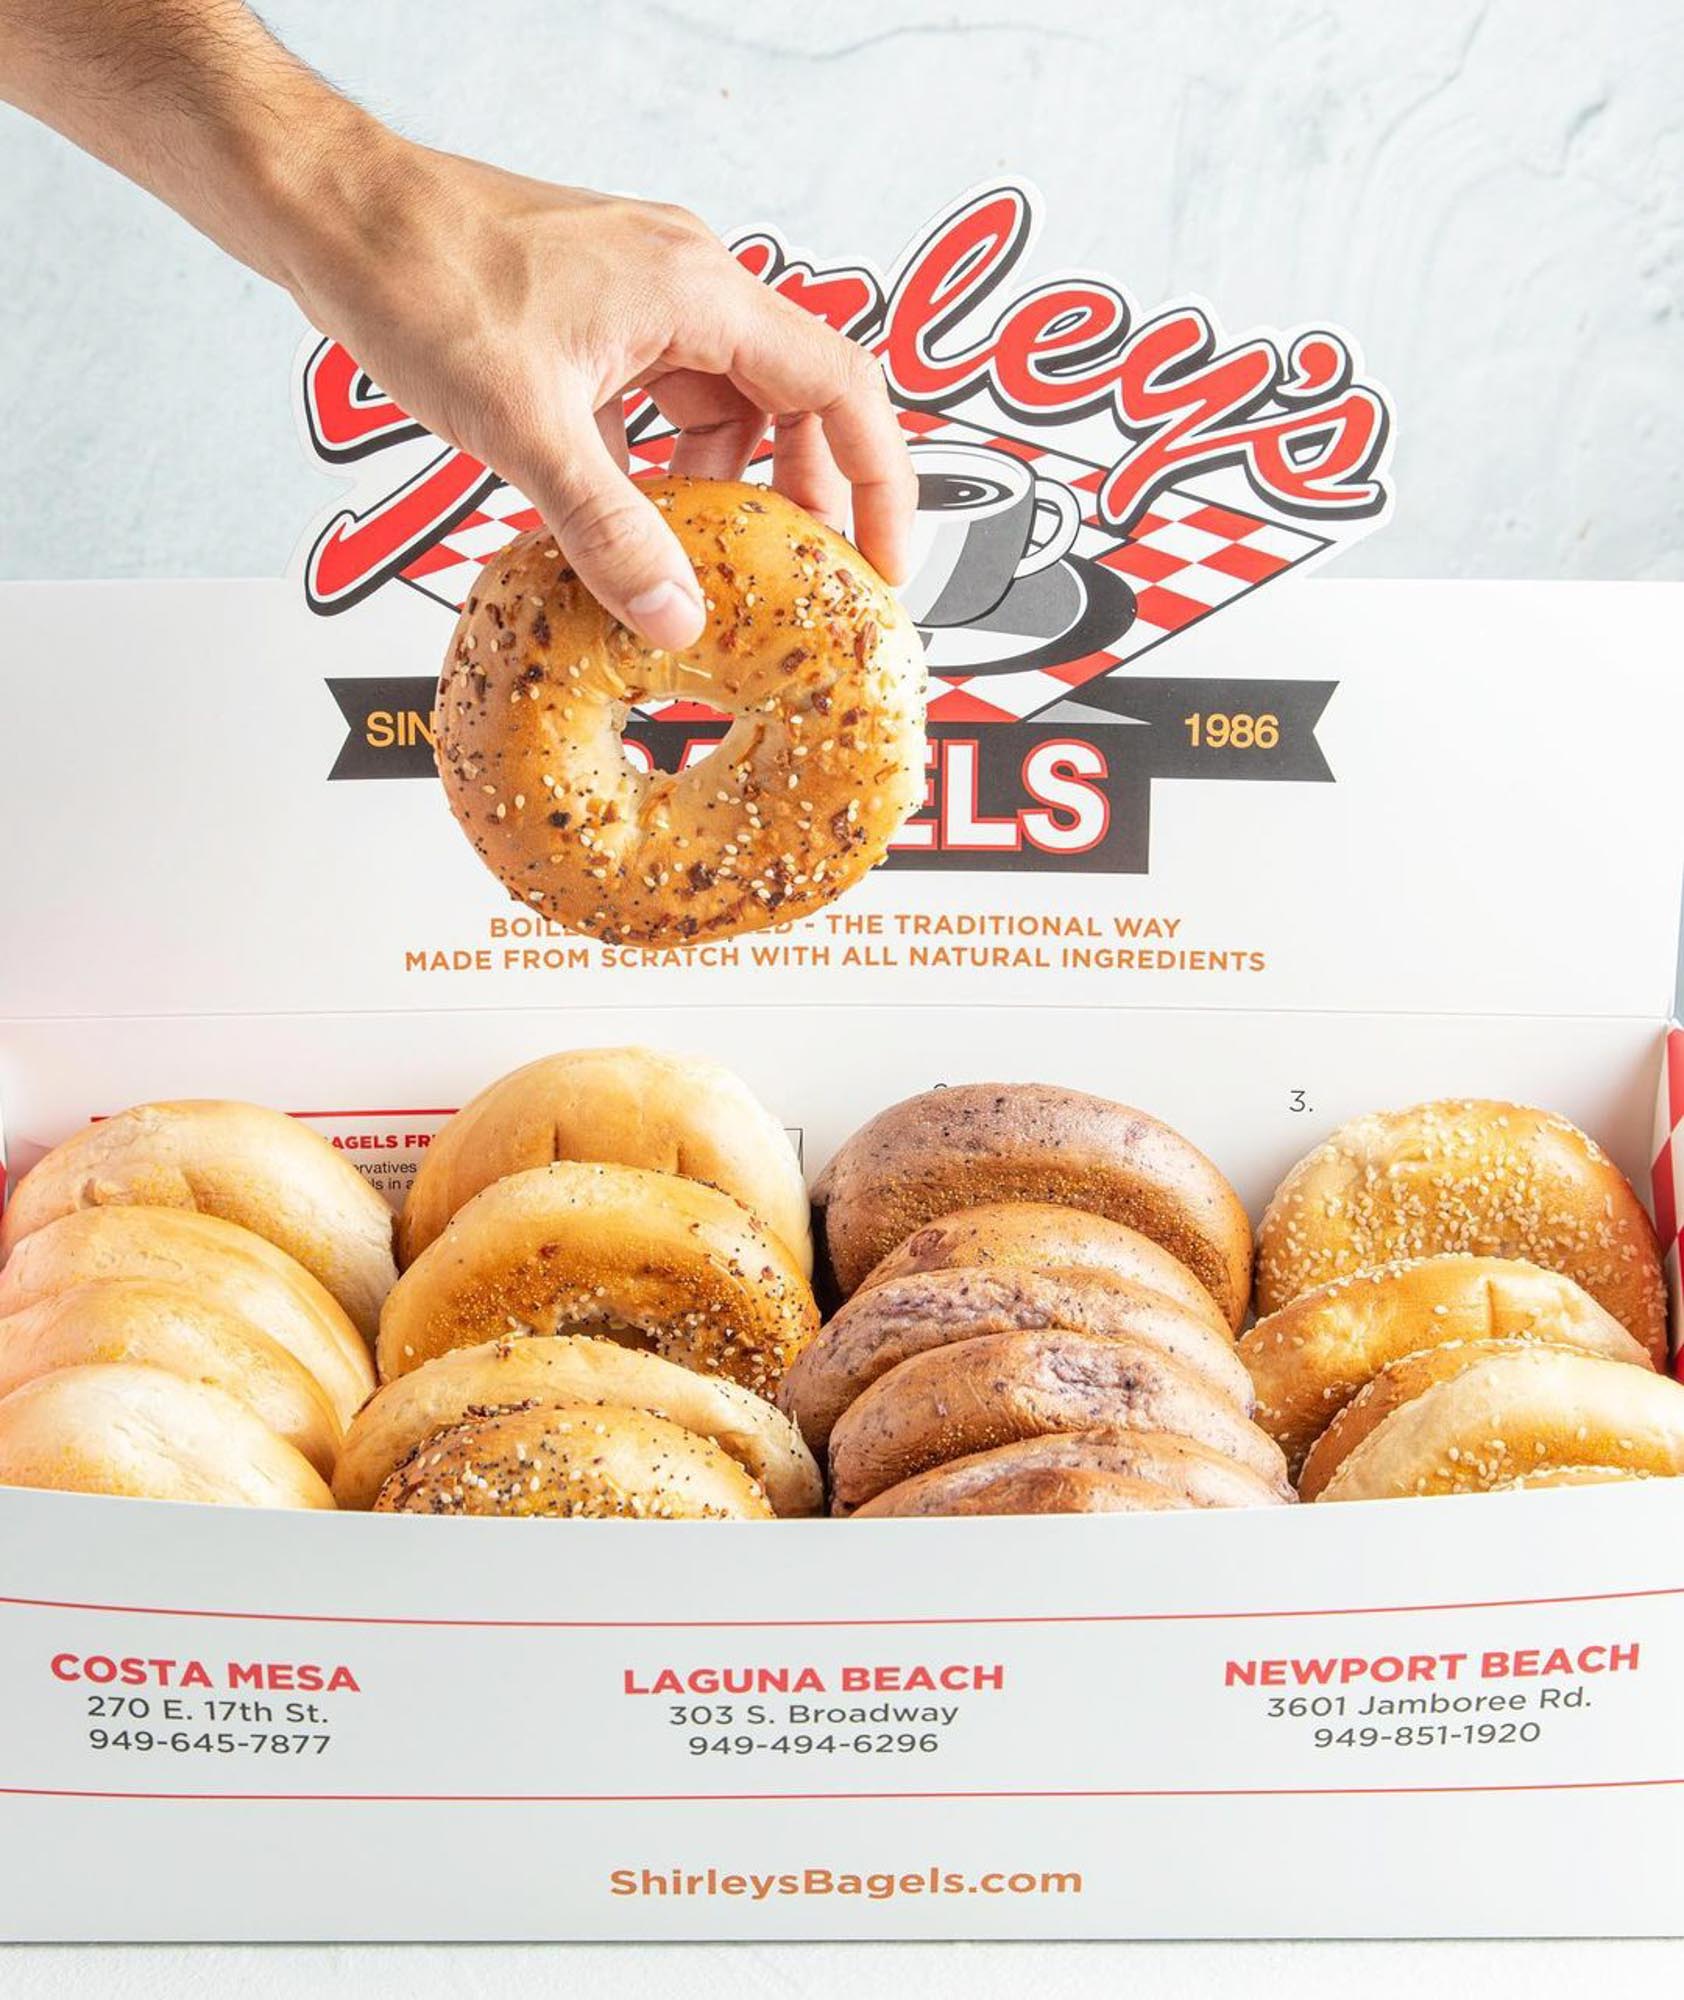 Shirley's
1986
- THE TRADITIONAL WAY
MADE FROM SCRATCH WITH ALL NATURAL INGREDIENTS
3.
COSTA MESA
270 E. 17th St.
949-645-7877
LAGUNA BEACH
303 S. Broadway
949-494-6296
NEWPORT BEACH
3601 Jamboree Rd.
949-851-1920
ShirleysBagels.com